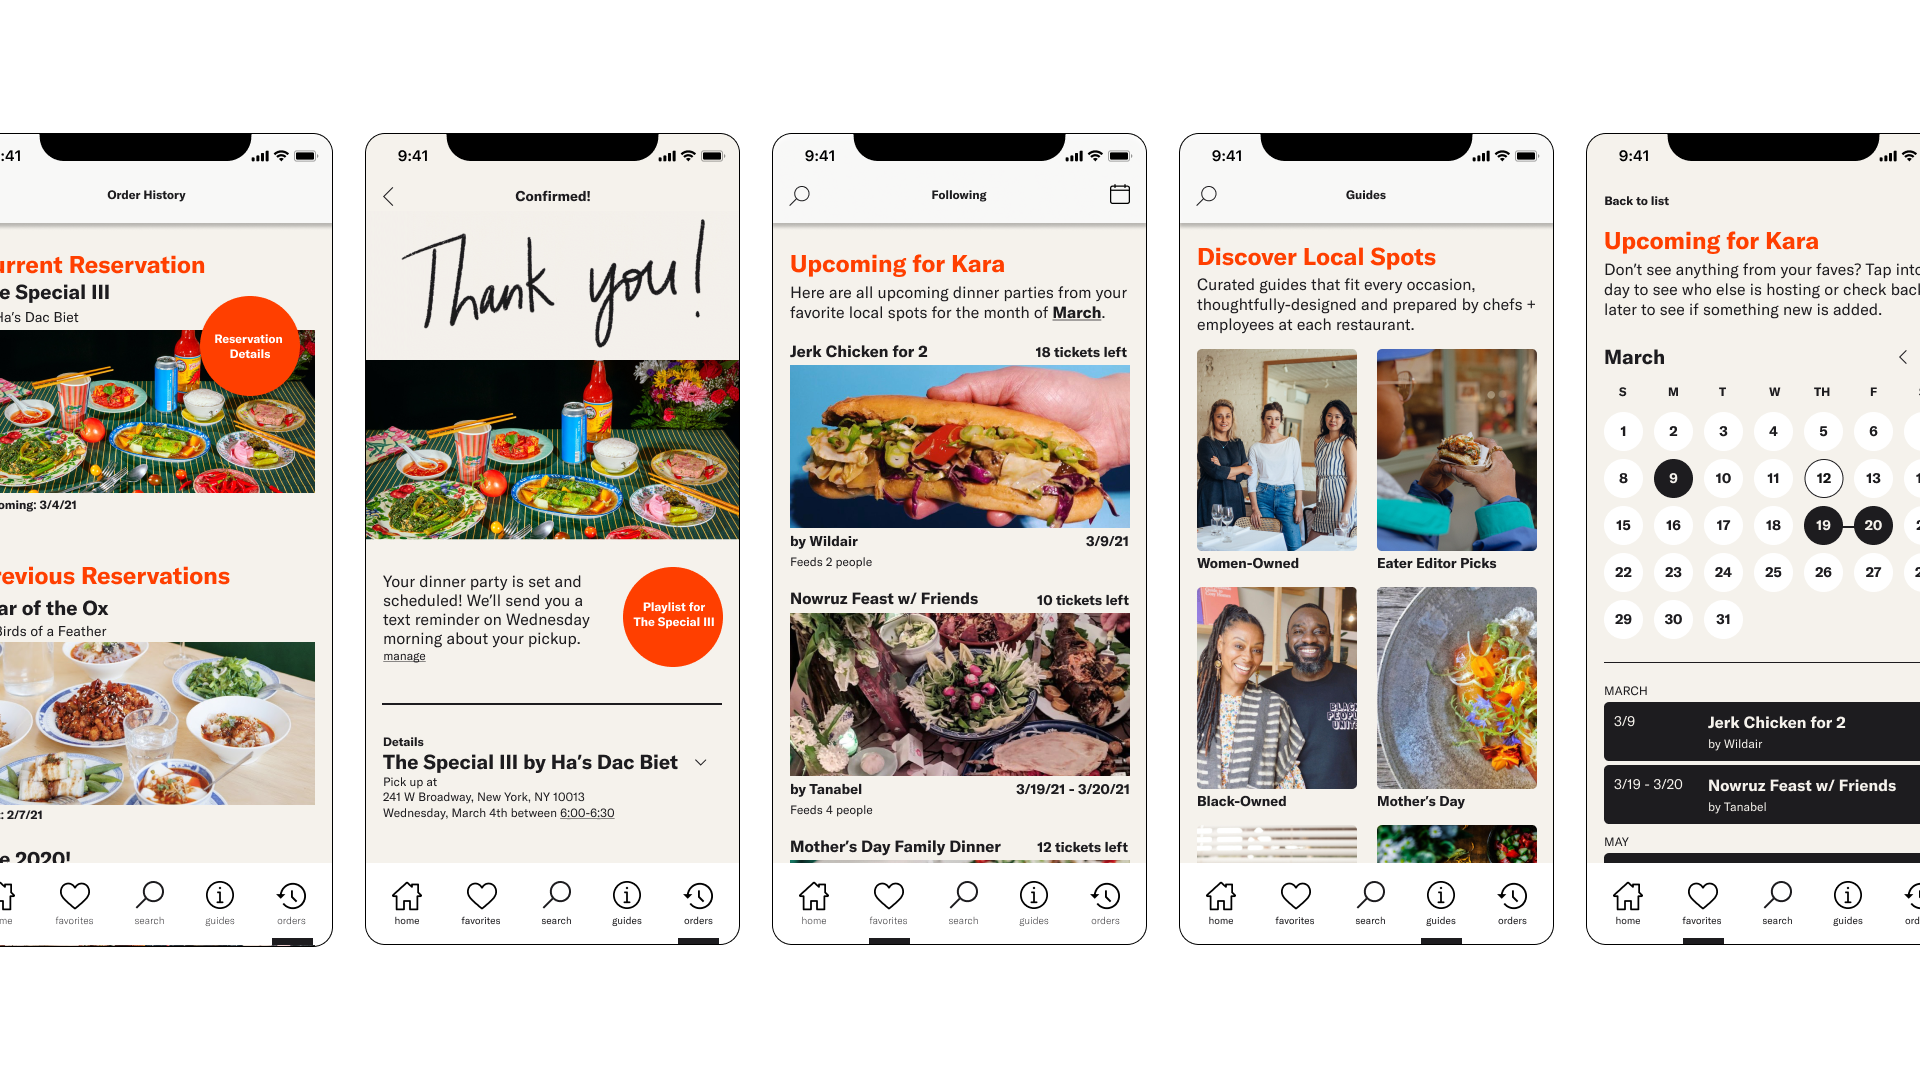 :41
Order History
urrent Reservation
e Special III
Ha's Dac Biet
Reservation
Details
oming: 3/4/21
revious Reservations
ar of the Ox
Birds of a Feather
: 2/7/21
e 2020!
me
favorites
search
guides
orders
9:41
Confirmed!
Thank you!
Your dinner party is set and
scheduled! We'll send you a
text reminder on Wednesday
morning about your pickup.
manage
Playlist for
The Special III
Details
The Special III by Ha's Dac Biet
Pick up at
241 W Broadway, New York, NY 10013
Wednesday, March 4th between 6:00-6:30
home
favorites
search
guides
orders
9:41
Following
Upcoming for Kara
Here are all upcoming dinner parties from your
favorite local spots for the month of March.
Jerk Chicken for 2
18 tickets left
by Wildair
3/9/21
Feeds 2 people
Nowruz Feast w/ Friends
10 tickets left
by Tanabel
3/19/21 - 3/20/21
Feeds 4 people
Mother's Day Family Dinner
12 tickets left
home
favorites
search
guides
orders
9:41
Guides
Discover Local Spots
Curated guides that fit every occasion,
thoughtfully-designed and prepared by chefs +
employees at each restaurant.
Women-Owned
Eater Editor Picks
BLACK
PEOPL
UNIT
Black-Owned
Mother's Day
home
favorites
search
guides
orders
9:41
Back to list
Upcoming for Kara
Don't see anything from your faves? Tap into
day to see who else is hosting or check back
later to see if something new is added.
March
S M T W TH F
1 2 3 4 5 6
8 9 10 11 12 13
15 16 17 18 19 20
22 23 24 25 26 27
29 30 31
MARCH
3/9
Jerk Chicken for 2
by Wildair
3/19 - 3/20
Nowruz Feast w/ Friends
by Tanabel
MAY
home
favorites
search
guides
ord